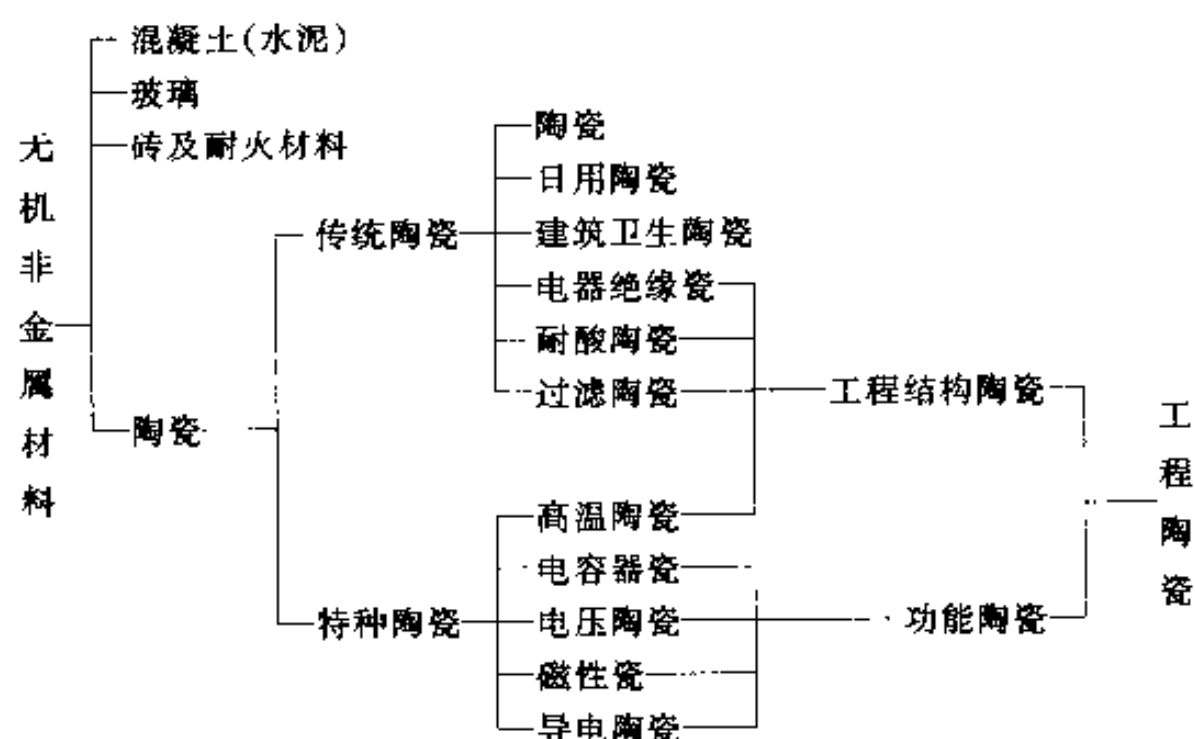 无机非金属材料
混凝土(水泥)
玻璃
砖及耐火材料
陶瓷
传统陶瓷
陶瓷
日用陶瓷
建筑卫生陶瓷
电器绝缘瓷
耐酸陶瓷
过滤陶瓷
特种陶瓷
高温陶瓷
电容器瓷
电压陶瓷
磁性瓷
导电陶瓷
工程结构陶瓷
功能陶瓷
工程陶瓷